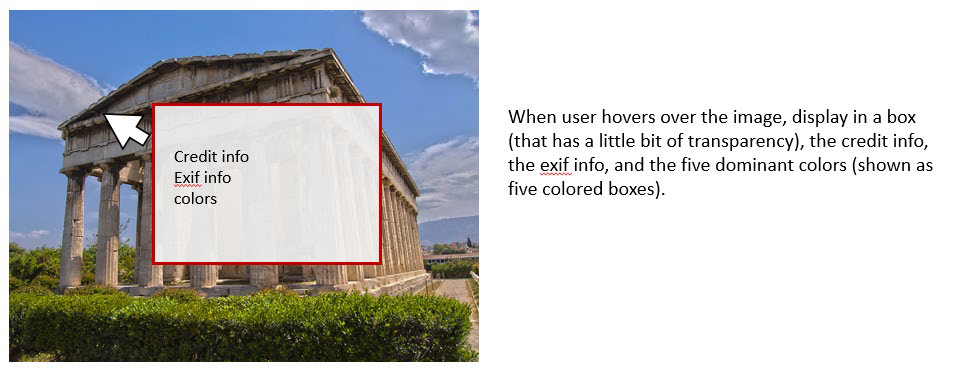 Credit info
Exif info
colors
When user hovers over the image, display in a box
(that has a little bit of transparency), the credit info,
the exif info, and the five dominant colors (shown as
five colored boxes).